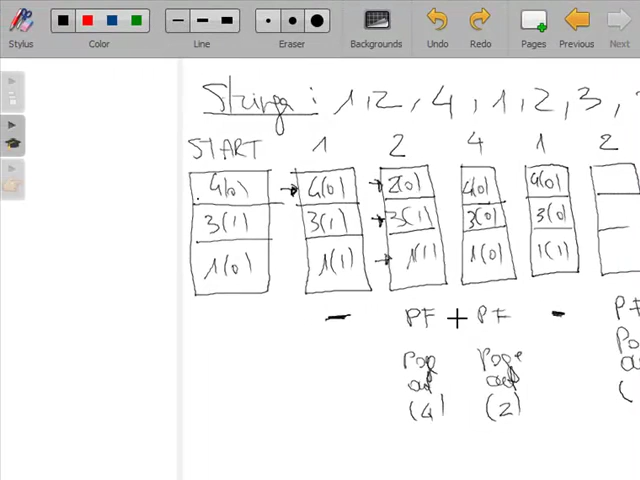 Stylus
Color
Line
Eraser
Backgrounds
Undo
Redo
Pages
Previous
Next
Stringa : 1, 2, 4, 1, 2, 3,
START 1 2 4 1 2
4(0) 4(0) 2(0) 4(0) 4(0)
3(1) 3(1) 3(1) 3(0) 3(0)
1(0) 1(1) 1(1) 1(0) 1(1)
- PF + PF - PF
Pag Page
out out
(4) (2) (